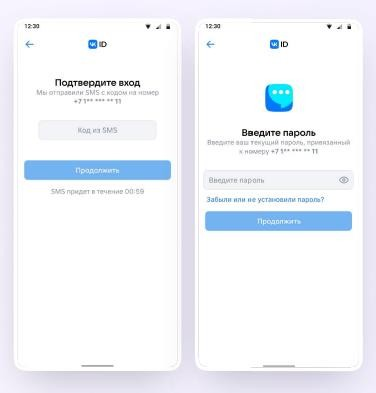 12:30
VK ID
Подтвердите вход
Мы отправили SMS с кодом на номер
+7 1** *** ** 11
Код из SMS
Продолжить
SMS придет в течение 00:59
12:30
VK ID
Введите пароль
Введите ваш текущий пароль, привязанный
к номеру +7 1** *** ** 11
Введите пароль
Забыли или не установили пароль?
Продолжить